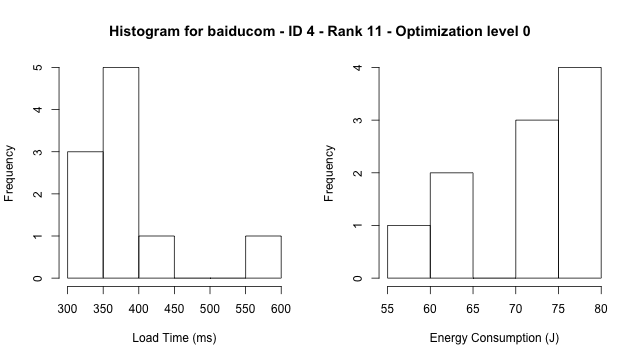 Histogram for baiducom - ID 4 - Rank 11 - Optimization level 0
Frequency
5
4
3
2
1
0
300 350 400 450 500 550 600
Load Time (ms)
Frequency
4
3
2
1
0
55 60 65 70 75 80
Energy Consumption (J)